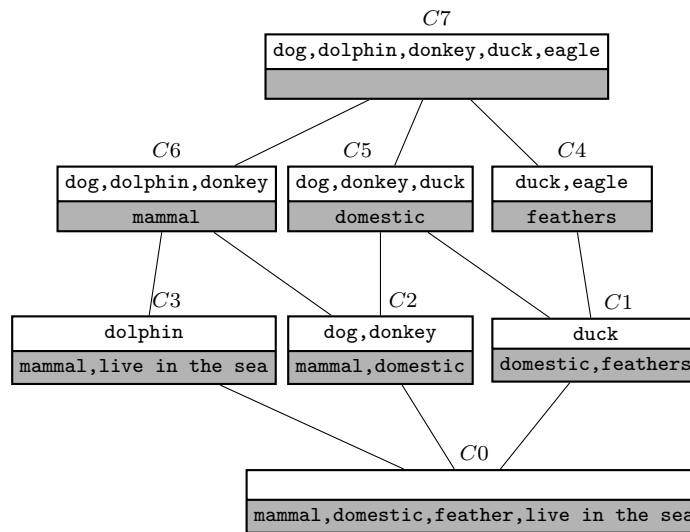 C7
dog,dolphin,donkey,duck,eagle
C6
C5
C4
dog,dolphin,donkey
dog,donkey,duck
duck,eagle
mammal
domestic
feathers
C3
C2
C1
dolphin
dog,donkey
duck
mammal,live in the sea
mammal,domestic
domestic,feathers
C0
mammal,domestic,feather,live in the sea